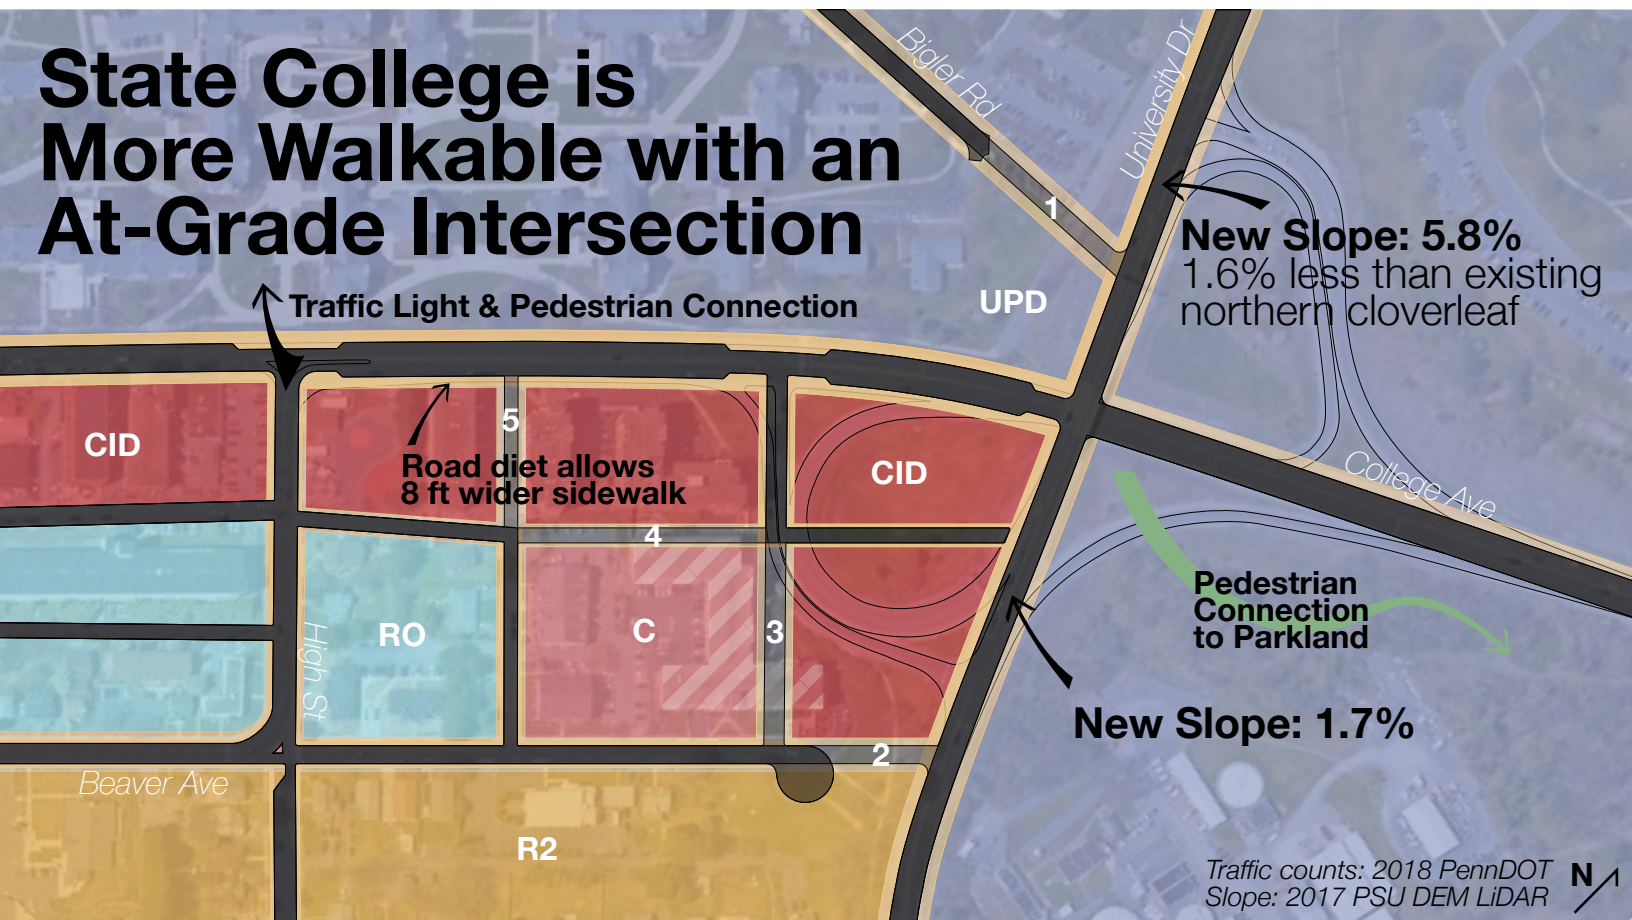 State College is
More Walkable with an
At-Grade Intersection
Traffic Light & Pedestrian Connection
Bigler Rd
University Dr
1
UPD
New Slope: 5.8%
1.6% less than existing
northern cloverleaf
CID
5
Road diet allows
8 ft wider sidewalk
CID
College Ave
4
RO
C
3
High St
Pedestrian
Connection
to Parkland
New Slope: 1.7%
2
Beaver Ave
R2
Traffic counts: 2018 PennDOT
Slope: 2017 PSU DEM LiDAR
N